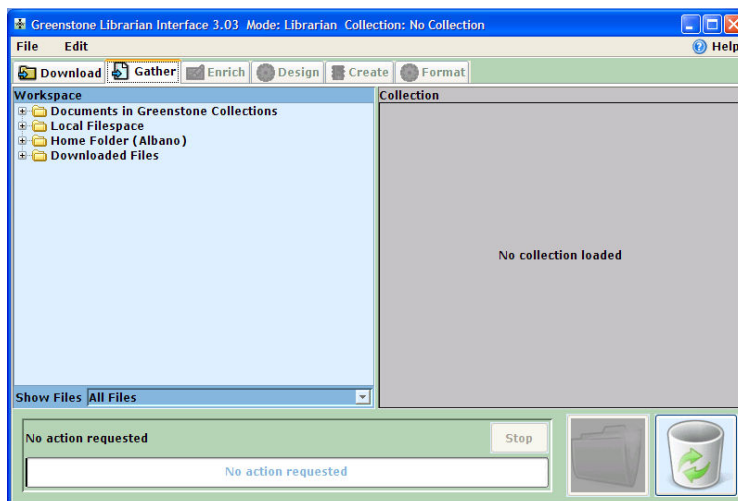 Greenstone Librarian Interface 3.03 Mode: Librarian Collection: No Collection
File Edit Help
Download Gather Enrich Design Create Format
Workspace
Collection
Documents in Greenstone Collections
Local Filespace
Home Folder (Albano)
Downloaded Files
No collection loaded
Show Files All Files
No action requested
Stop
No action requested